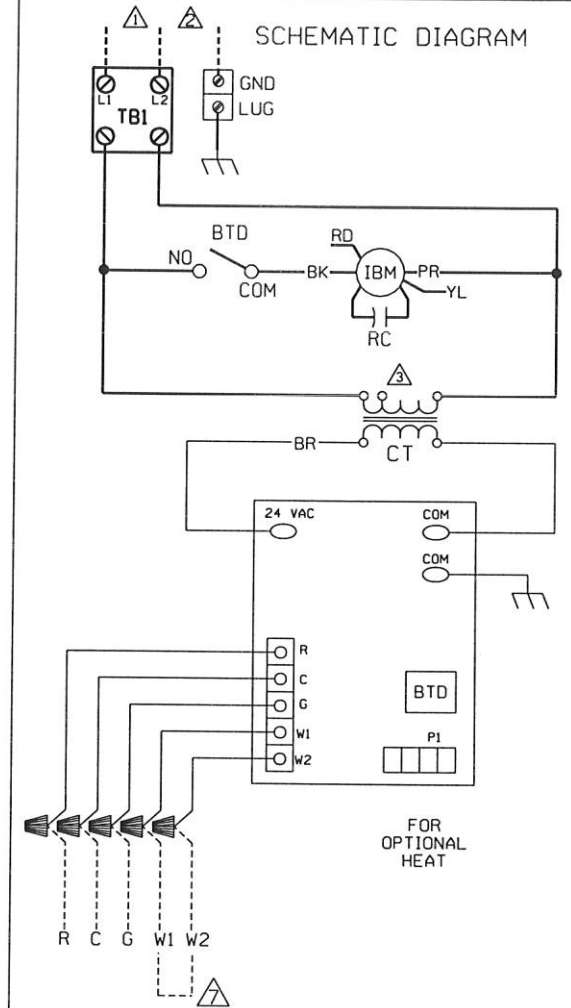 1 2
SCHEMATIC DIAGRAM
L1 L2
TB1
GND
LUG
BTD
NO
COM
RD
BK
IBM
PR
YL
RC
3
BR
CT
24 VAC
COM
COM
R
C
G
W1
W2
BTD
P1
FOR
OPTIONAL
HEAT
R C G W1 W2
7